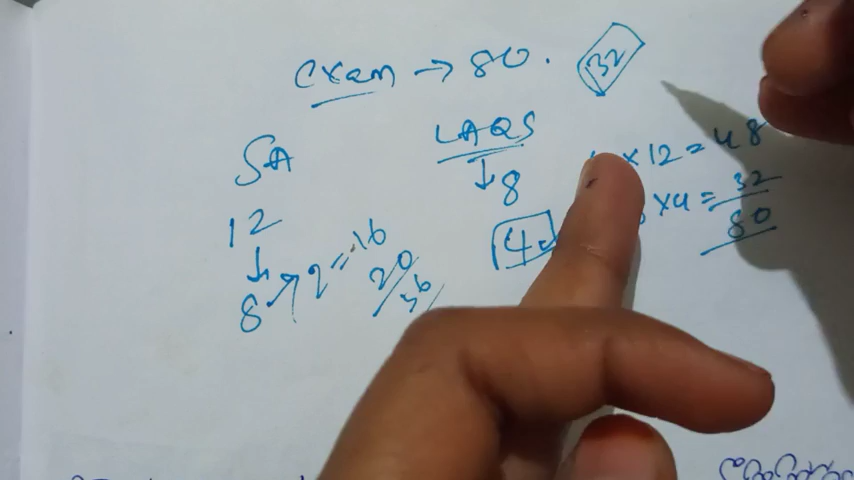 exam → 80. 32
SA LAQS
12 ↓ 8 × 12 = 48
↓ 4 × 4 = 32
8 → 2 = 16 80
20
36